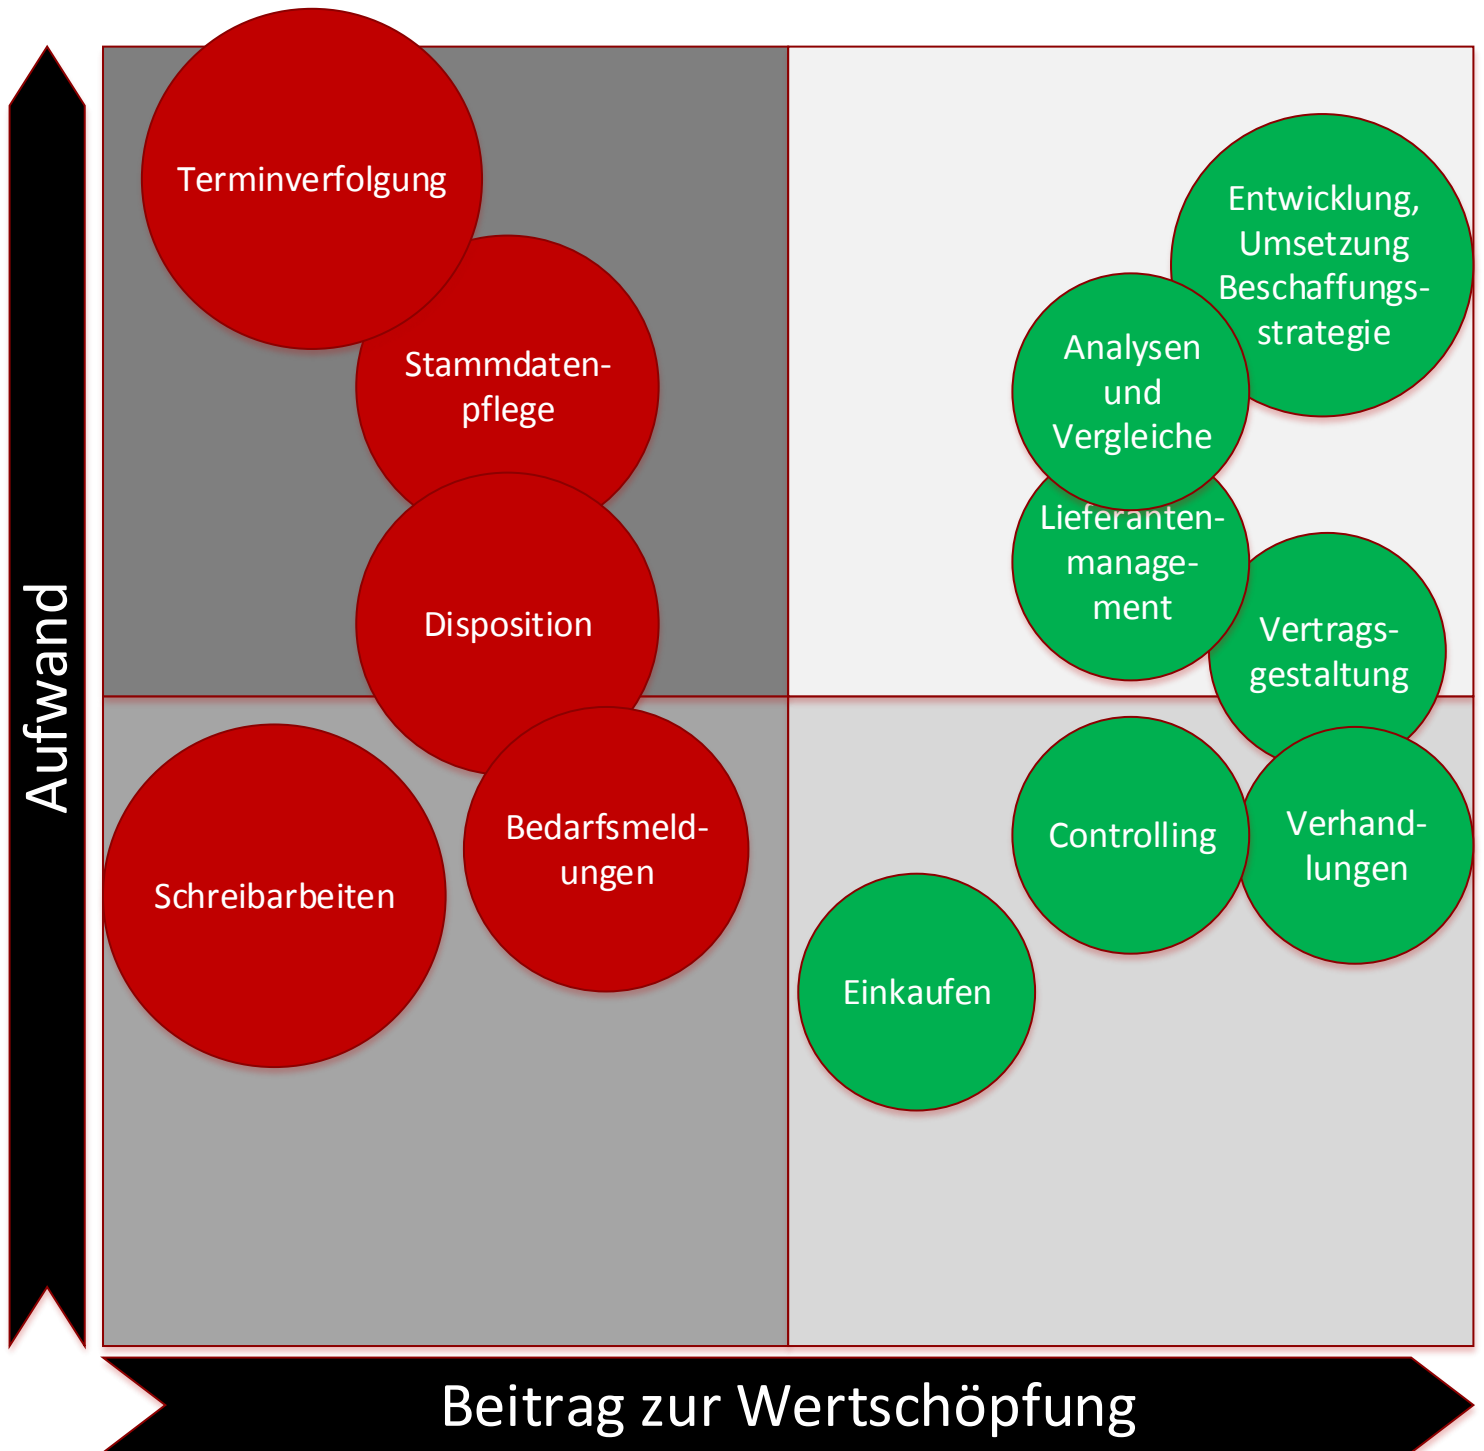 Aufwand
Terminverfolgung
Stammdaten-
pflege
Disposition
Schreibarbeiten
Bedarfsmeld-
ungen
Entwicklung,
Umsetzung
Beschaffungs-
strategie
Analysen
und
Vergleiche
Lieferanten-
manage-
ment
Vertrags-
gestaltung
Controlling
Verhand-
lungen
Einkaufen
Beitrag zur Wertschöpfung